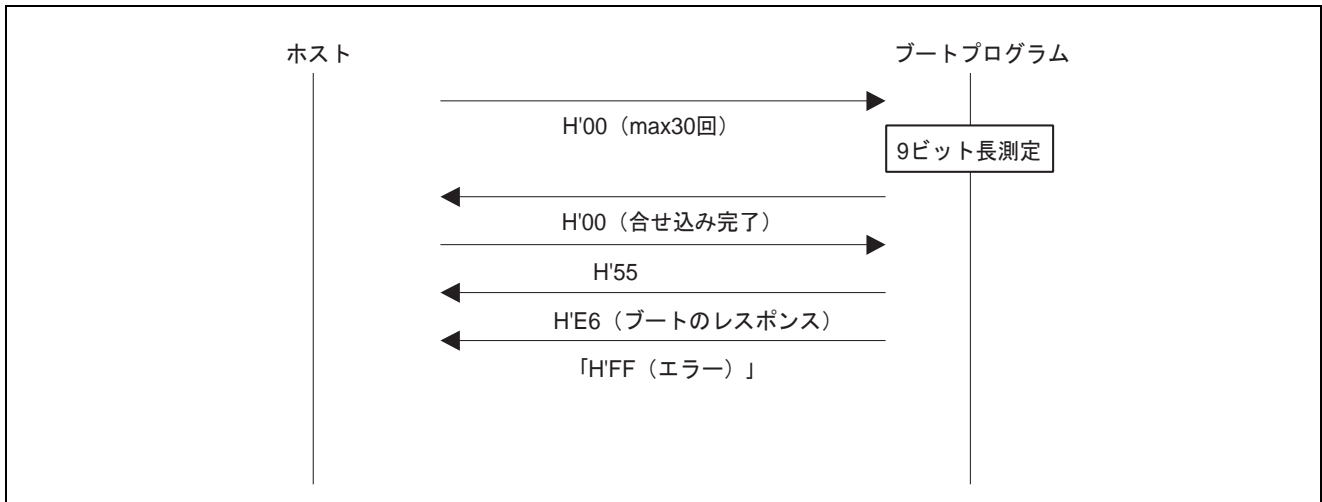 ホスト
ブートプログラム
H'00（max30回）
9ビット長測定
H'00（合せ込み完了）
H'55
H'E6（ブートのレスポンス）
「H'FF（エラー）」